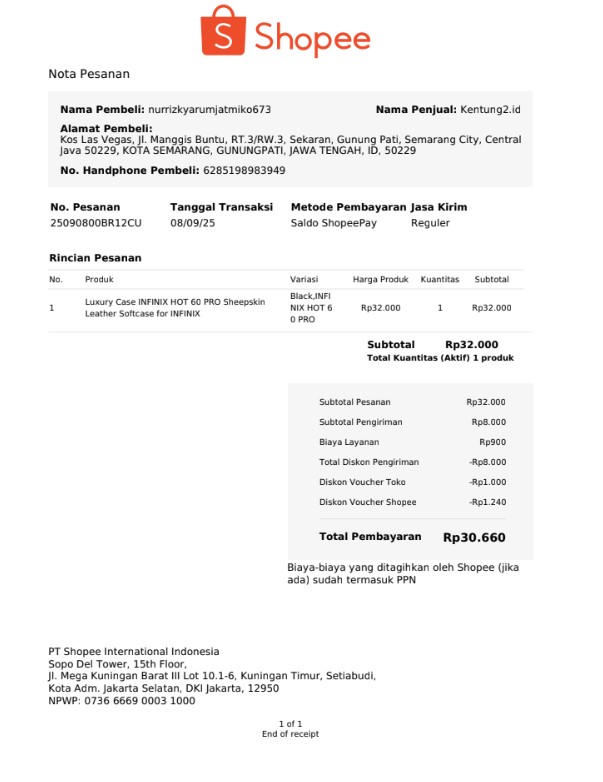 Shopee
Nota Pesanan
Nama Pembeli: nurrizkyarumjatmiko673 Nama Penjual: Kentung2.id
Alamat Pembeli:
Kos Las Vegas, Jl. Manggis Buntu, RT.3/RW.3, Sekaran, Gunung Pati, Semarang City, Central
Java 50229, KOTA SEMARANG, GUNUNGPATI, JAWA TENGAH, ID, 50229
No. Handphone Pembeli: 6285198983949
No. Pesanan Tanggal Transaksi Metode Pembayaran Jasa Kirim
25090800BR12CU 08/09/25 Saldo ShopeePay Reguler
Rincian Pesanan
No. Produk Variasi Harga Produk Kuantitas Subtotal
1 Luxury Case INFINIX HOT 60 PRO Sheepskin Leather Softcase for INFINIX Black,INFI NIX HOT 6 0 PRO Rp32.000 1 Rp32.000
Subtotal Rp32.000
Total Kuantitas (Aktif) 1 produk
Subtotal Pesanan Rp32.000
Subtotal Pengiriman Rp8.000
Biaya Layanan Rp900
Total Diskon Pengiriman -Rp8.000
Diskon Voucher Toko -Rp1.000
Diskon Voucher Shopee -Rp1.240
Total Pembayaran Rp30.660
Biaya-biaya yang ditagihkan oleh Shopee (jika
ada) sudah termasuk PPN
PT Shopee International Indonesia
Sopo Del Tower, 15th Floor,
Jl. Mega Kuningan Barat III Lot 10.1-6, Kuningan Timur, Setiabudi,
Kota Adm. Jakarta Selatan, DKI Jakarta, 12950
NPWP: 0736 6669 0003 1000
1 of 1
End of receipt